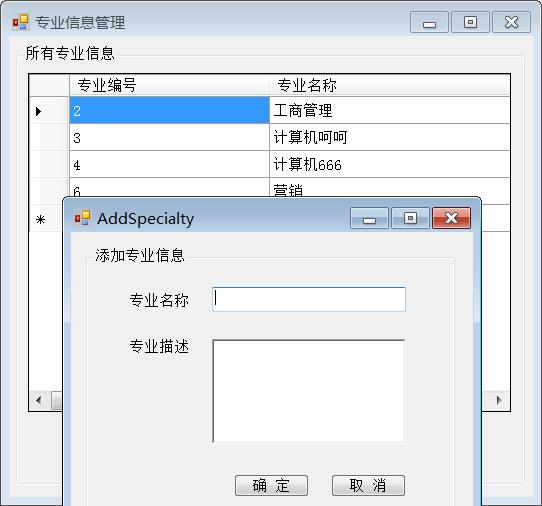 专业信息管理
所有专业信息
专业编号 专业名称
2 工商管理
3 计算机呵呵
4 计算机666
6 营销
AddSpecialty
添加专业信息
专业名称
专业描述
确 定 取 消